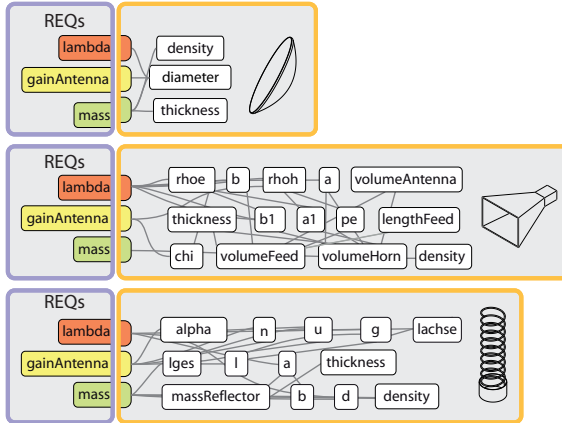 REQs
lambda
density
gainAntenna
diameter
mass
thickness
REQs
lambda
rhoe b rhoh a volumeAntenna
gainAntenna
thickness b1 a1 pe lengthFeed
mass
chi volumeFeed volumeHorn density
REQs
lambda
alpha n u g lachse
gainAntenna
lges l a thickness
mass
massReflector b d density